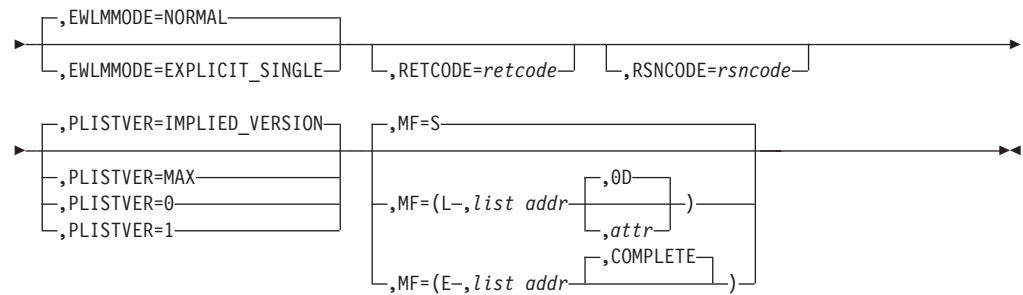 ,EWLMMODE=NORMAL
,EWLMMODE=EXPLICIT_SINGLE ,RETCODE=retcode ,RSNCODE=rsncode
,PLISTVER=IMPLIED_VERSION ,MF=S
,PLISTVER=MAX ,0D
,PLISTVER=0 ,MF=(L–,list addr )
,PLISTVER=1 ,attr
,COMPLETE
,MF=(E–,list addr )